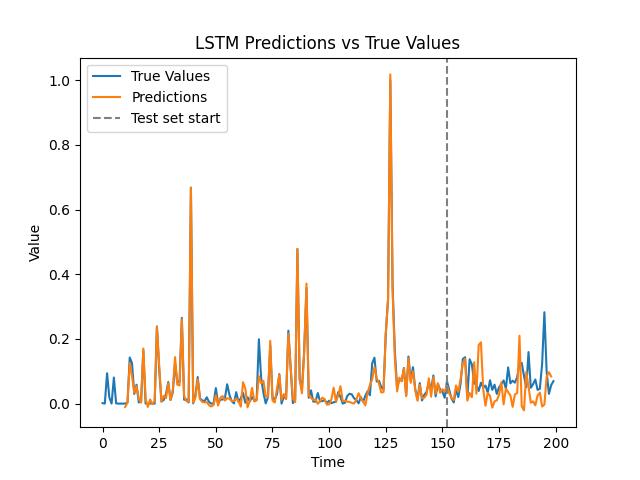 LSTM Predictions vs True Values
True Values
Predictions
Test set start
Value
1.0
0.8
0.6
0.4
0.2
0.0
0 25 50 75 100 125 150 175 200
Time